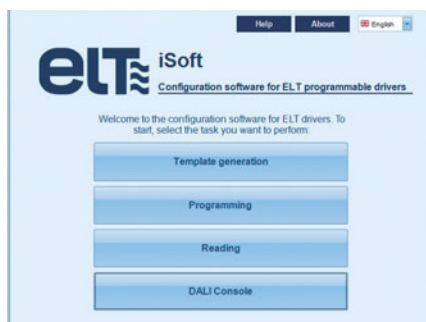 Help About English
ELT iSoft
Configuration software for ELT programmable drivers
Welcome to the configuration software for ELT drivers. To
start, select the task you want to perform:
Template generation
Programming
Reading
DALI Console